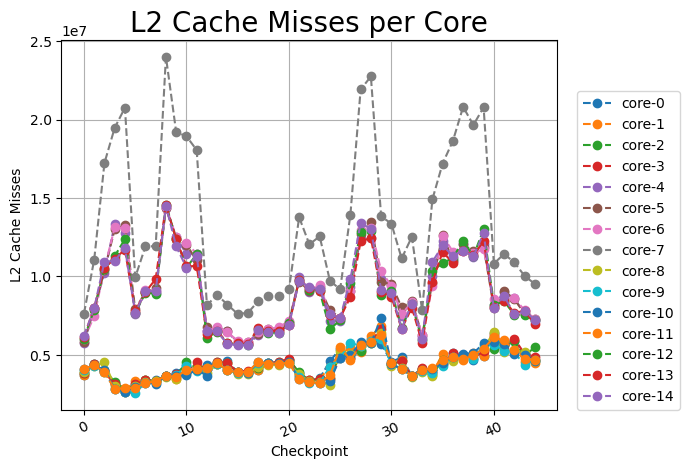 L2 Cache Misses per Core
1e7
2.5
2.0
1.5
1.0
0.5
L2 Cache Misses
0
10
20
30
40
Checkpoint
core-0
core-1
core-2
core-3
core-4
core-5
core-6
core-7
core-8
core-9
core-10
core-11
core-12
core-13
core-14